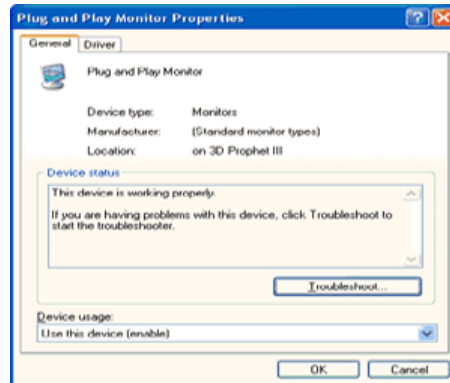 Plug and Play Monitor Properties
General Driver
Plug and Play Monitor
Device type: Monitors
Manufacturer: (Standard monitor types)
Location: on 3D Prophet III
Device status
This device is working properly.
If you are having problems with this device, click Troubleshoot to
start the troubleshooter.
Troubleshoot...
Device usage:
Use this device (enable)
OK Cancel